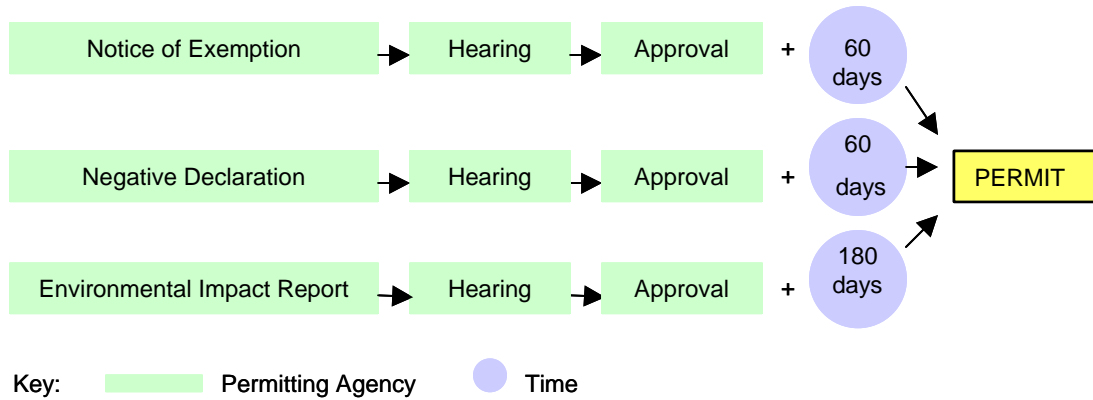 Notice of Exemption Hearing Approval + 60
days
Negative Declaration Hearing Approval + 60
days
PERMIT
Environmental Impact Report Hearing Approval + 180
days
Key: Permitting Agency Time